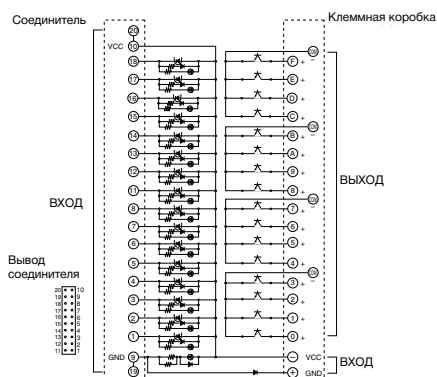 Соединитель
Клеммная коробка
20
VCC 10
18
17
16
15
14
13
12
11
8
7
6
5
4
3
2
1
GND 9
19
ВХОД
Вывод
соединителя
20 10
19 9
18 8
17 7
16 6
15 5
14 4
13 3
12 2
11 1
COM −
F +
E +
D +
C +
COM −
B +
A +
9 +
8 +
COM −
7 +
6 +
5 +
4 +
COM −
3 +
2 +
1 +
0 +
ВЫХОД
− VCC
+ GND
ВХОД